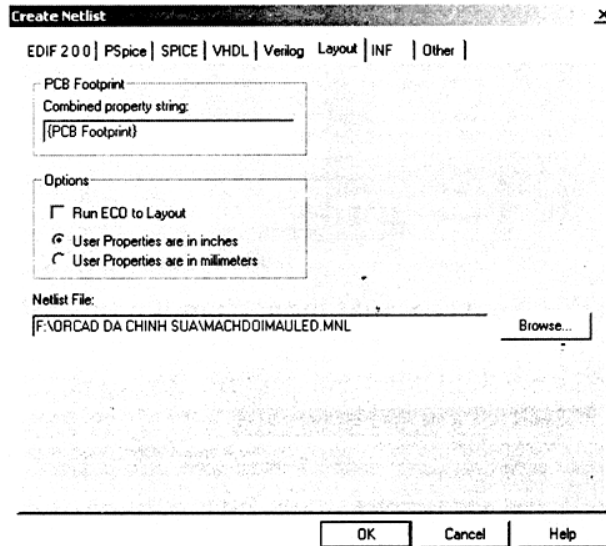 Create Netlist
EDIF 2 0 0 PSpice SPICE VHDL Verilog Layout INF Other
PCB Footprint
Combined property string:
{PCB Footprint}
Options
Run ECO to Layout
User Properties are in inches
User Properties are in millimeters
Netlist File:
F:\ORCAD DA CHINH SUA\MACHDOIMAULED.MNL
Browse...
OK Cancel Help